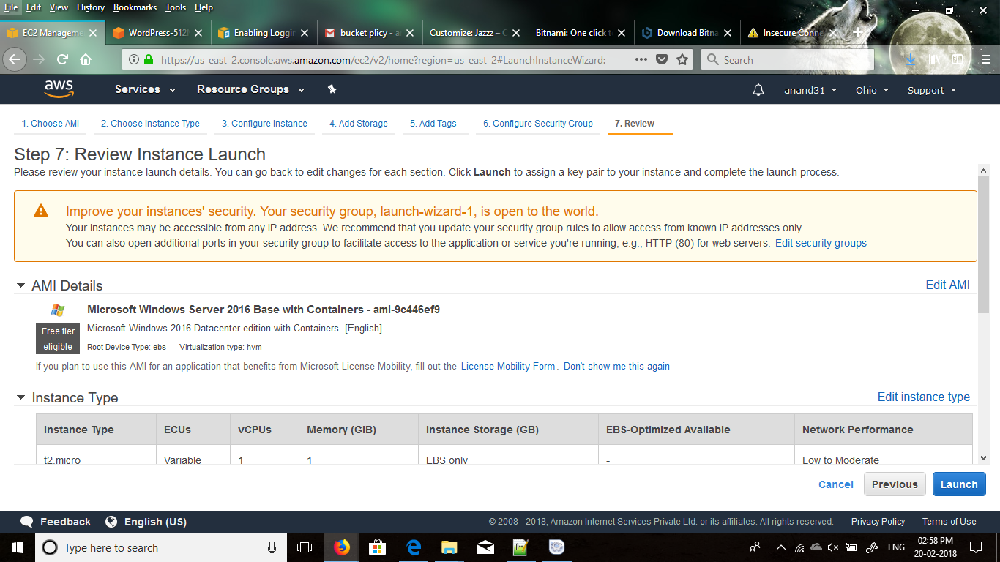 File Edit View History Bookmarks Tools Help
EC2 Manageme WordPress-512M Enabling Loggin bucket plicy - a Customize: Jazzz – C Bitnami: One click t Download Bitna Insecure Conne
https://us-east-2.console.aws.amazon.com/ec2/v2/home?region=us-east-2#LaunchInstanceWizard: Search
aws Services Resource Groups anand31 Ohio Support
1. Choose AMI 2. Choose Instance Type 3. Configure Instance 4. Add Storage 5. Add Tags 6. Configure Security Group 7. Review
Step 7: Review Instance Launch
Please review your instance launch details. You can go back to edit changes for each section. Click Launch to assign a key pair to your instance and complete the launch process.
Improve your instances' security. Your security group, launch-wizard-1, is open to the world.
Your instances may be accessible from any IP address. We recommend that you update your security group rules to allow access from known IP addresses only.
You can also open additional ports in your security group to facilitate access to the application or service you're running, e.g., HTTP (80) for web servers. Edit security groups
AMI Details Edit AMI
Microsoft Windows Server 2016 Base with Containers - ami-9c446ef9
Free tier eligible
Microsoft Windows 2016 Datacenter edition with Containers. [English]
Root Device Type: ebs Virtualization type: hvm
If you plan to use this AMI for an application that benefits from Microsoft License Mobility, fill out the License Mobility Form. Don't show me this again
Instance Type Edit instance type
Instance Type ECUs vCPUs Memory (GiB) Instance Storage (GB) EBS-Optimized Available Network Performance
t2.micro Variable 1 1 EBS only - Low to Moderate
Cancel Previous Launch
Feedback English (US) © 2008 - 2018, Amazon Internet Services Private Ltd. or its affiliates. All rights reserved. Privacy Policy Terms of Use
Type here to search ENG 02:58 PM
20-02-2018